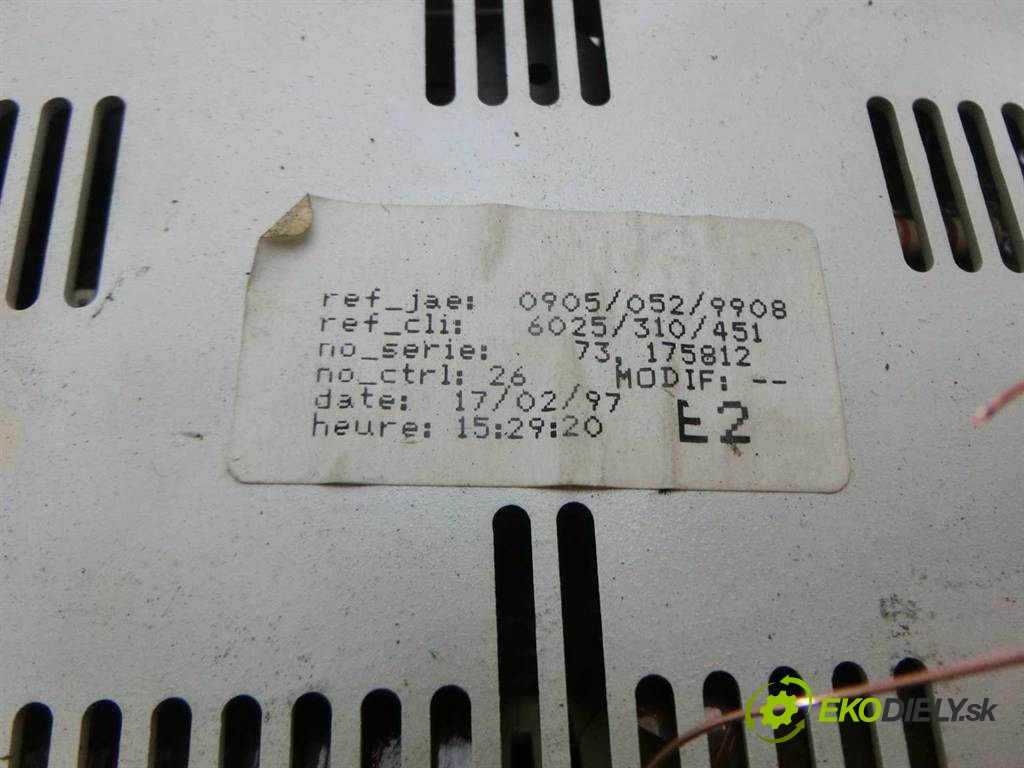 ref_jae: 0905/052/9908
ref_cli: 6025/310/451
no_serie: 73, 175812
no_ctrl: 26 MODIF: --
date: 17/02/97
heure: 15:29:20 E2
EKODIELY.sk